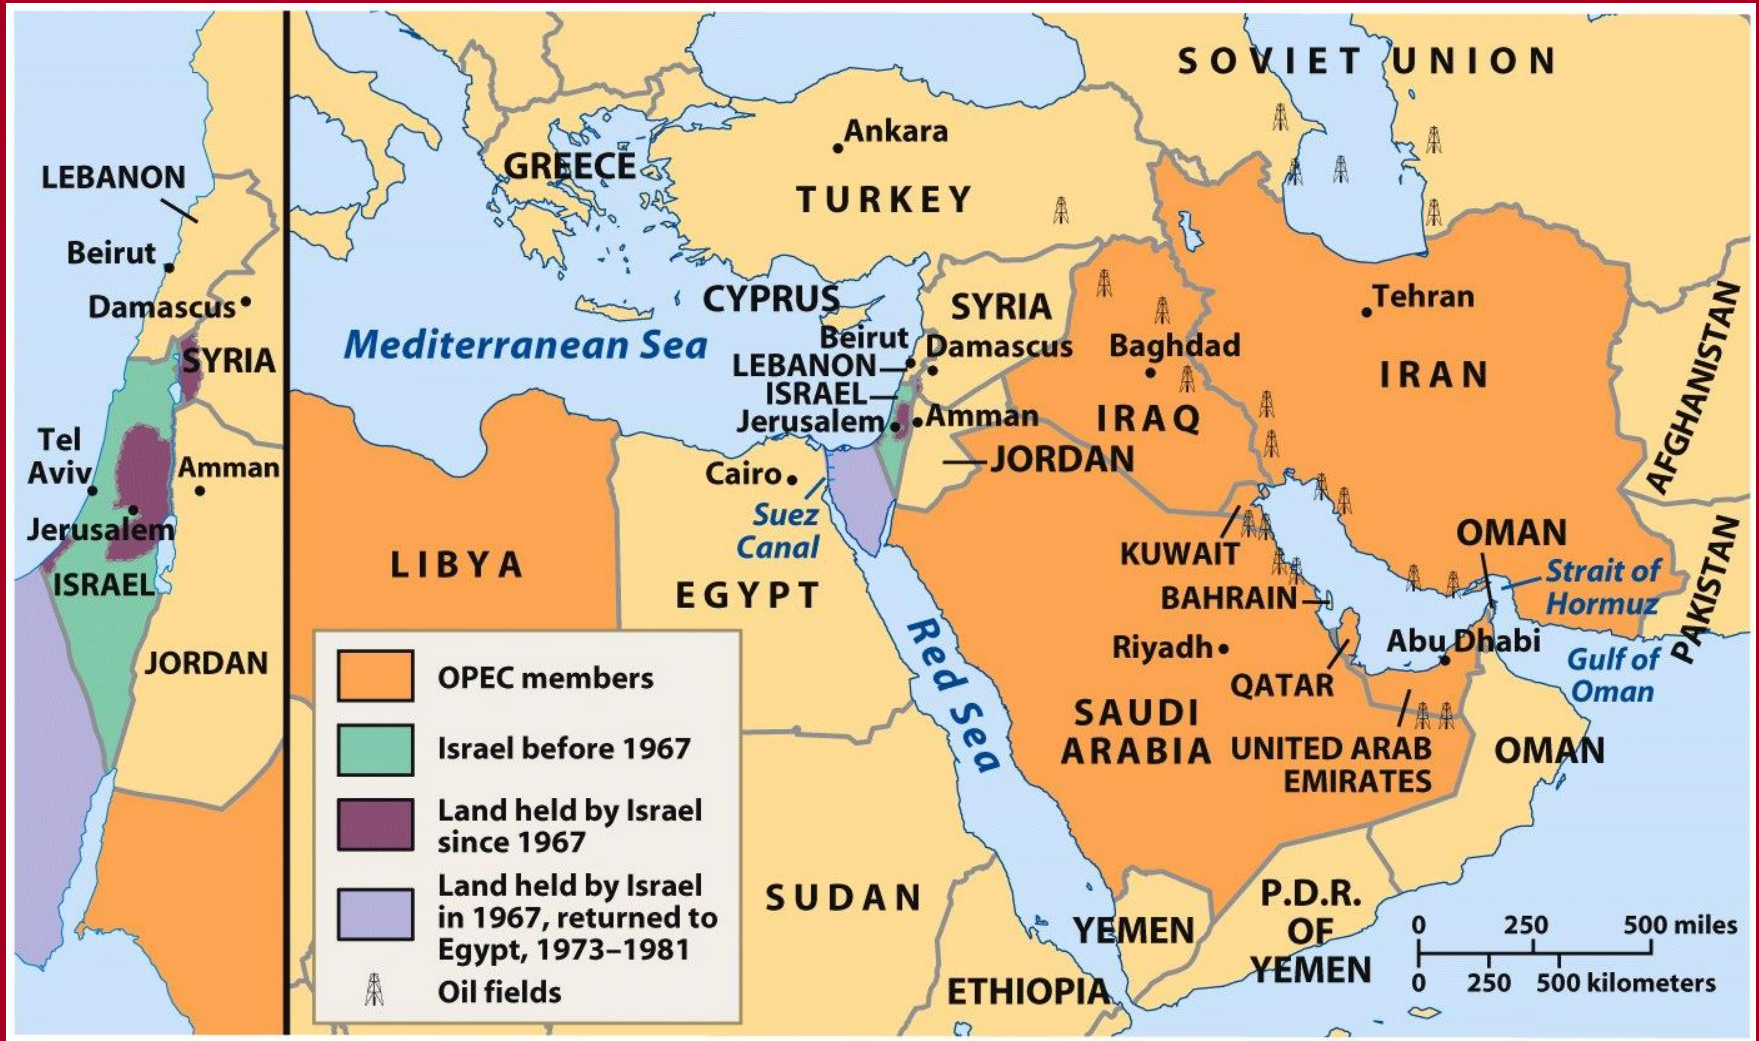 LEBANON
Beirut
Damascus
SYRIA
Tel
Aviv
Amman
Jerusalem
ISRAEL
JORDAN
SOVIET UNION
Ankara
GREECE
TURKEY
CYPRUS
SYRIA
Tehran
Mediterranean Sea
Beirut
Damascus
Baghdad
LEBANON
IRAN
ISRAEL
AFGHANISTAN
Jerusalem
Amman
IRAQ
JORDAN
Cairo
Suez
Canal
LIBYA
EGYPT
KUWAIT
OMAN
Strait of
Hormuz
PAKISTAN
BAHRAIN
Riyadh
Abu Dhabi
QATAR
Gulf of
Oman
Red Sea
SAUDI
ARABIA
UNITED ARAB
EMIRATES
OMAN
OPEC members
Israel before 1967
Land held by Israel
since 1967
Land held by Israel
in 1967, returned to
Egypt, 1973–1981
Oil fields
SUDAN
YEMEN
P.D.R.
OF
YEMEN
ETHIOPIA
0 250 500 miles
0 250 500 kilometers